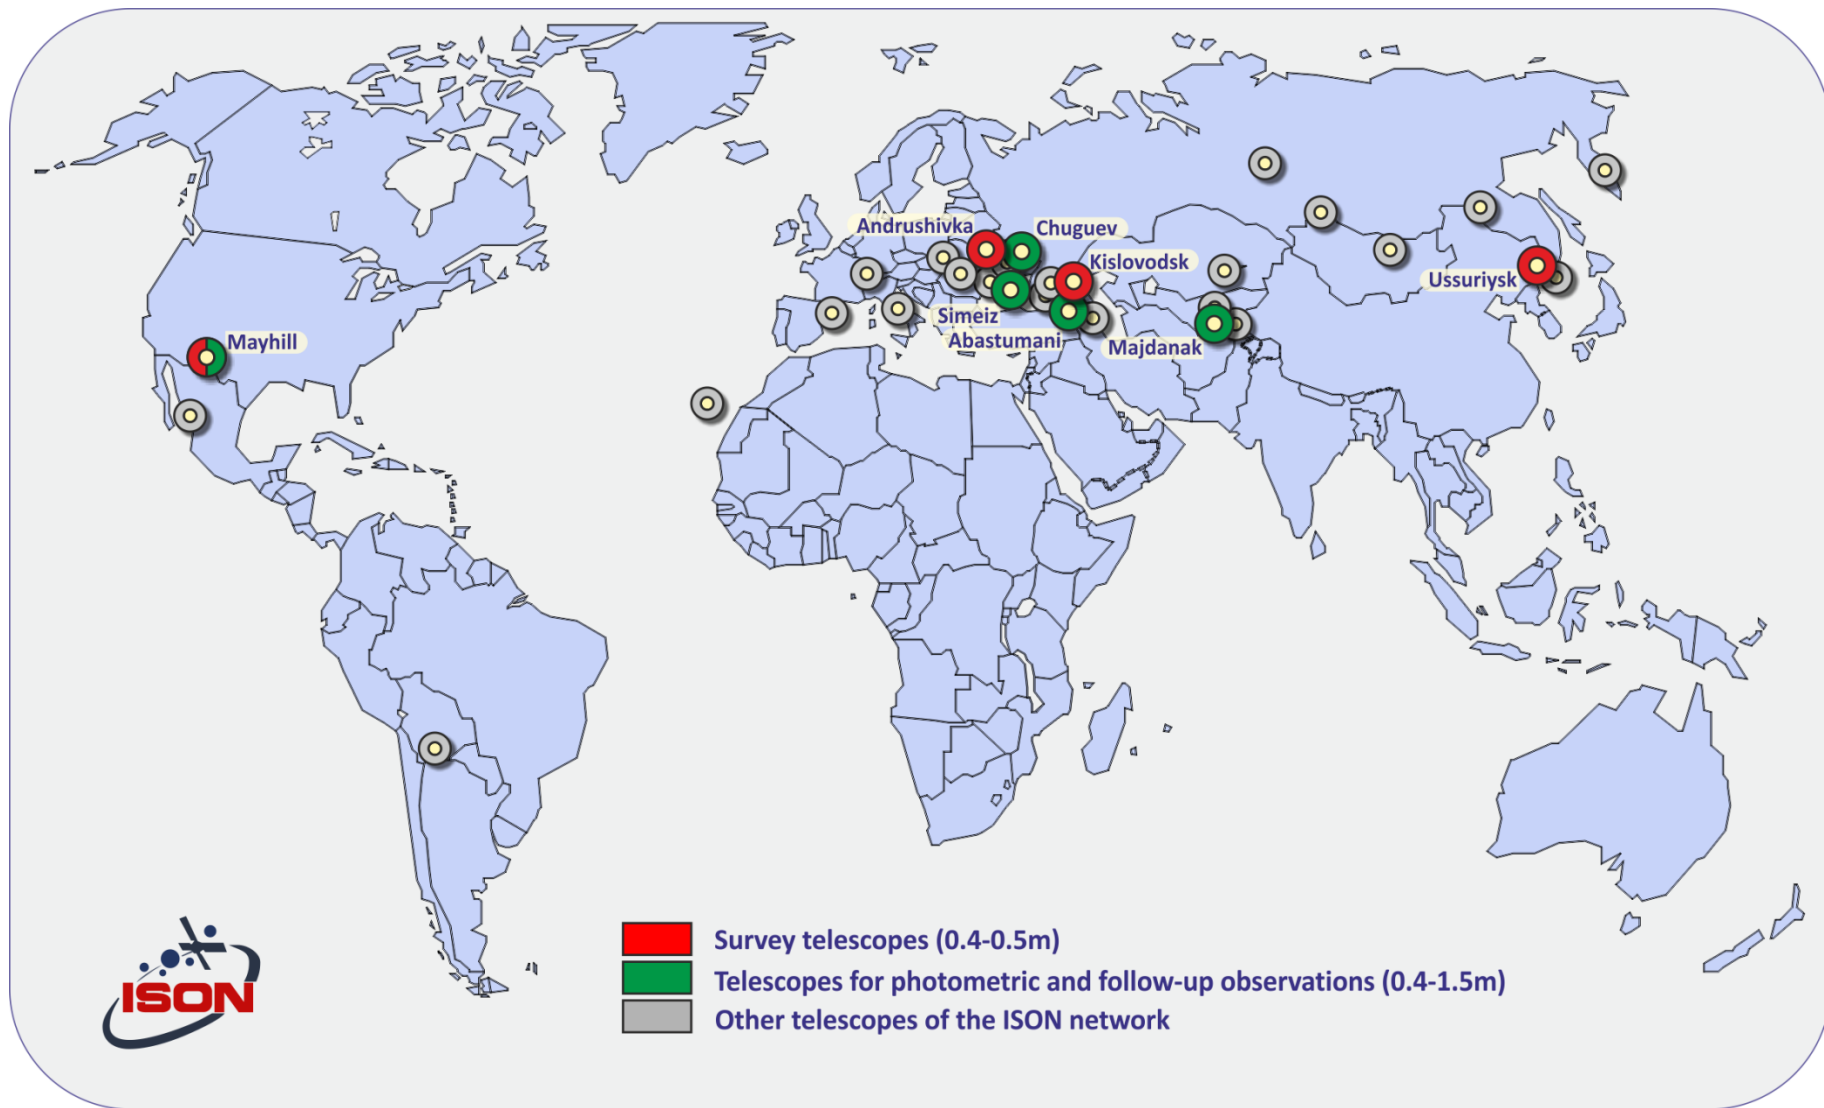 Andrushivka
Chuguev
Kislovodsk
Ussuriysk
Simeiz
Abastumani
Majdanak
Mayhill
ISON
Survey telescopes (0.4-0.5m)
Telescopes for photometric and follow-up observations (0.4-1.5m)
Other telescopes of the ISON network